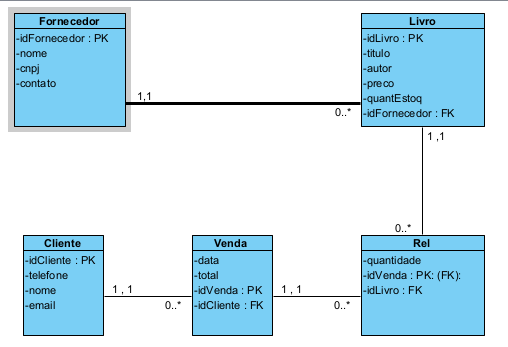 Fornecedor
-idFornecedor : PK
-nome
-cnpj
-contato
Livro
-idLivro : PK
-titulo
-autor
-preco
-quantEstoq
-idFornecedor : FK
1,1
0..*
1 ,1
0..*
Cliente
-idCliente : PK
-telefone
-nome
-email
1 , 1
0..*
Venda
-data
-total
-idVenda : PK
-idCliente : FK
1 , 1
0..*
Rel
-quantidade
-idVenda : PK: (FK):
-idLivro : FK